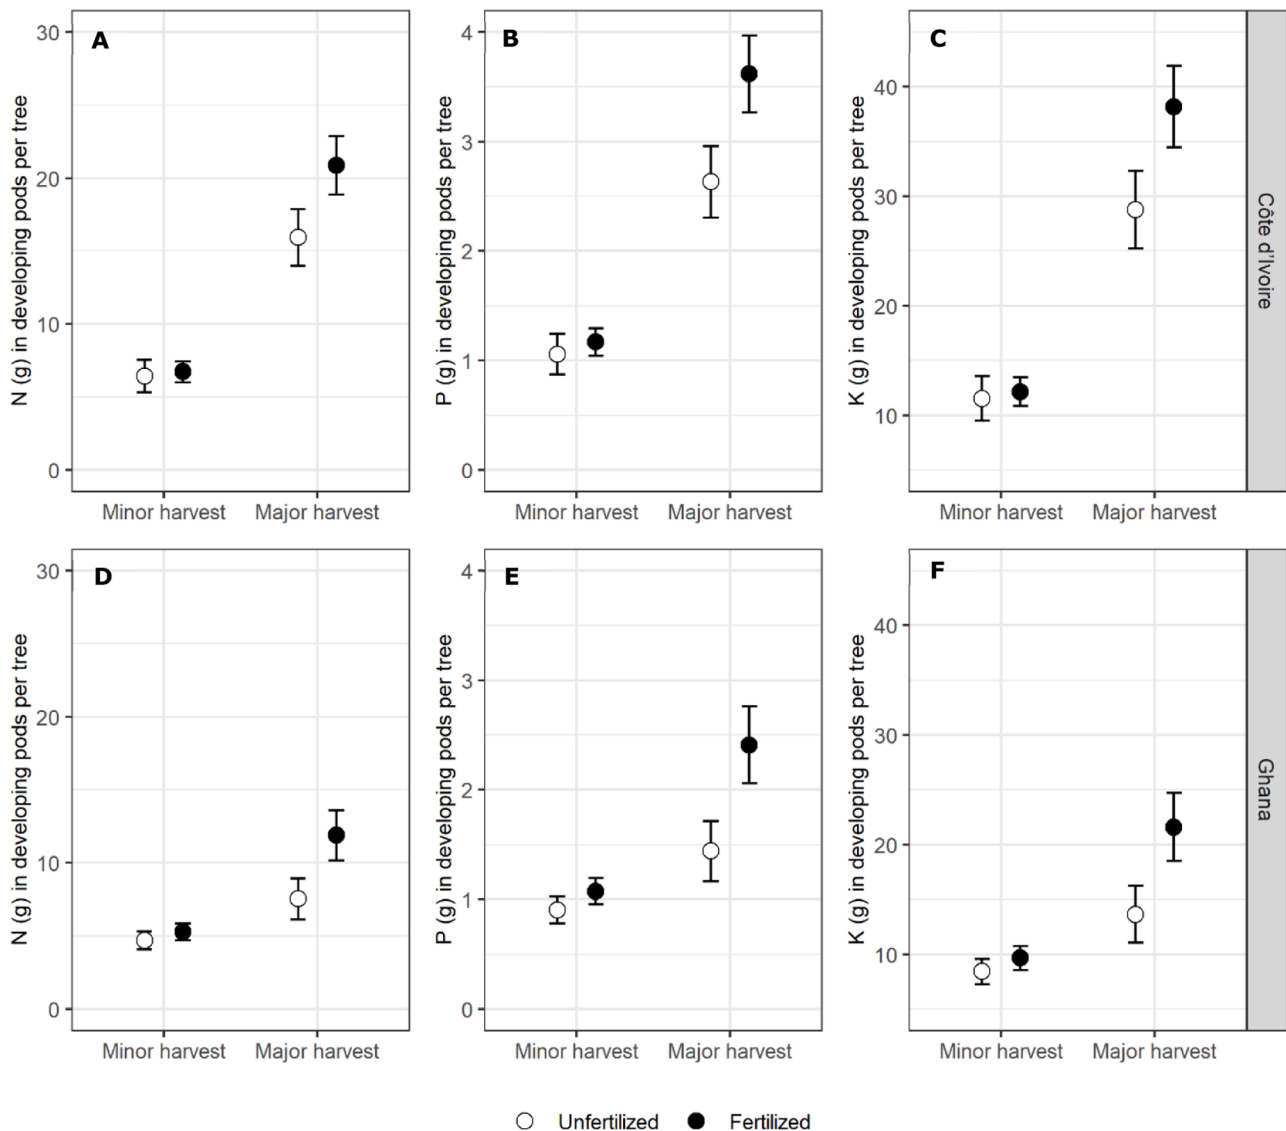 A
B
C
N (g) in developing pods per tree
30
20
10
0
P (g) in developing pods per tree
4
3
2
1
0
K (g) in developing pods per tree
40
30
20
10
Côte d'Ivoire
Minor harvest Major harvest
Minor harvest Major harvest
Minor harvest Major harvest
D
E
F
N (g) in developing pods per tree
30
20
10
0
P (g) in developing pods per tree
4
3
2
1
0
K (g) in developing pods per tree
40
30
20
10
Ghana
Minor harvest Major harvest
Minor harvest Major harvest
Minor harvest Major harvest
Unfertilized Fertilized